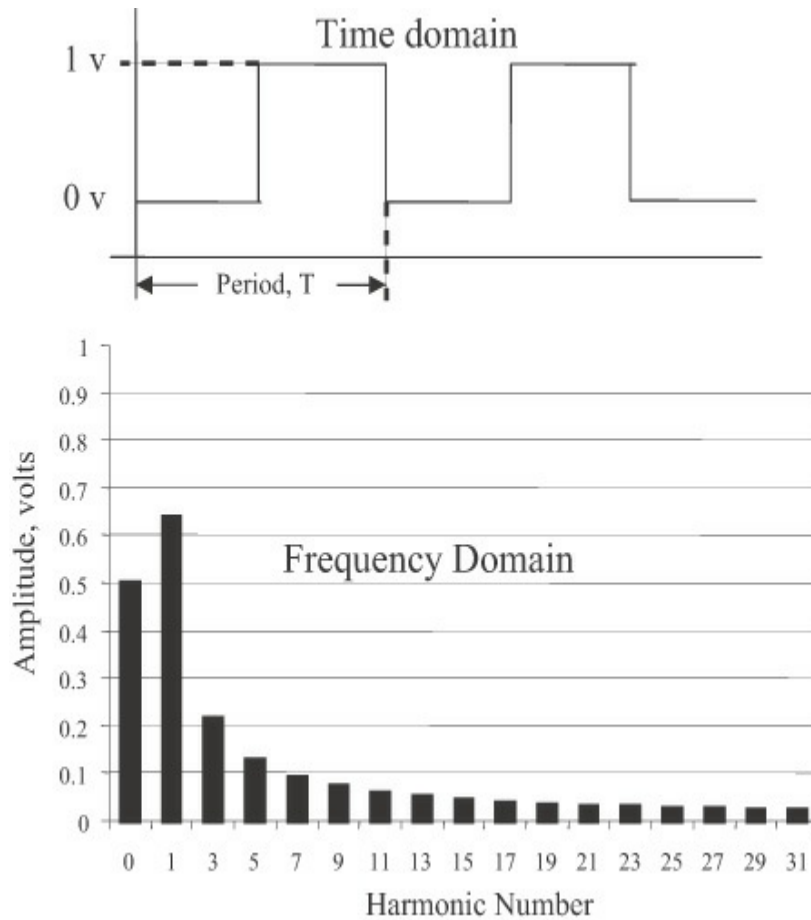 Time domain
1 v
0 v
Period, T
1
0.9
0.8
0.7
0.6
0.5
0.4
0.3
0.2
0.1
0
Amplitude, volts
Frequency Domain
0 1 3 5 7 9 11 13 15 17 19 21 23 25 27 29 31
Harmonic Number